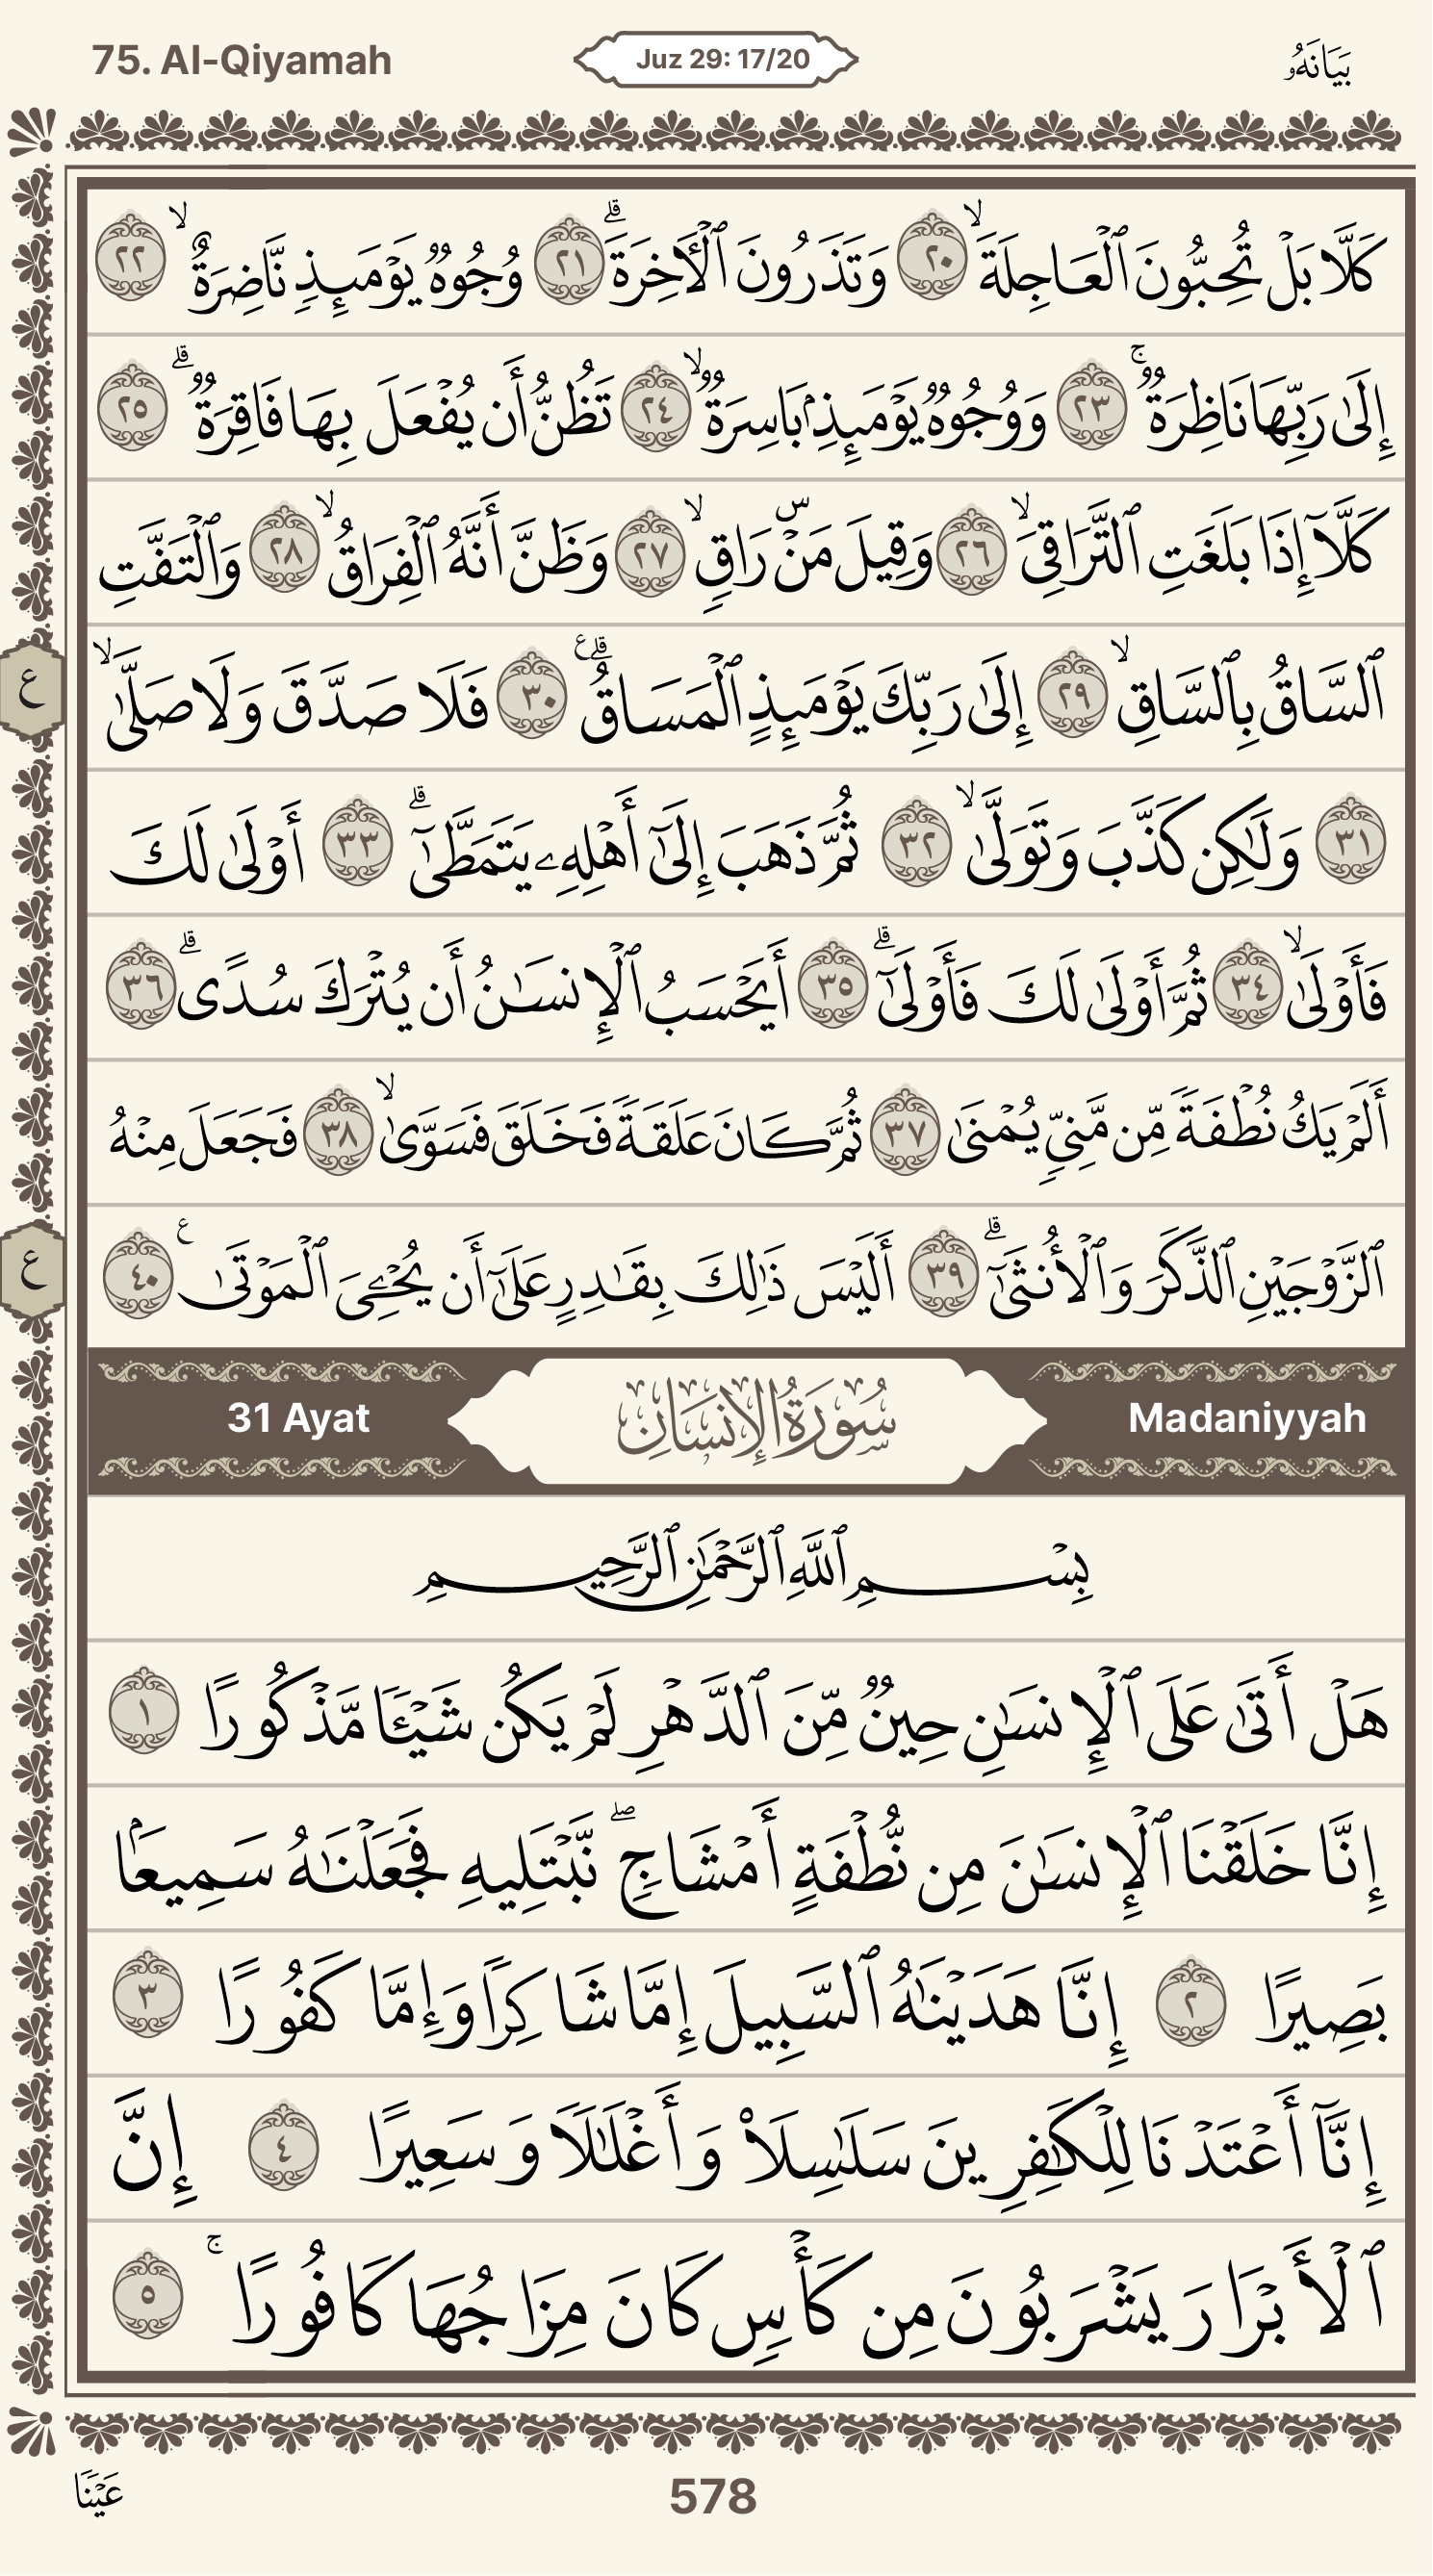 75. Al-Qiyamah
Juz 29: 17/20
بَيَانَهُۥ
كَلَّا بَلْ تُحِبُّونَ ٱلْعَاجِلَةَ ۙ ٢٠ وَتَذَرُونَ ٱلْأٓخِرَةَ ۗ ٢١ وُجُوهٌ يَوْمَئِذٍ نَّاضِرَةٌ ۙ ٢٢
إِلَىٰ رَبِّهَا نَاظِرَةٌ ۚ ٢٣ وَوُجُوهٌ يَوْمَئِذٍۭ بَاسِرَةٌ ۙ ٢٤ تَظُنُّ أَن يُفْعَلَ بِهَا فَاقِرَةٌ ۗ ٢٥
كَلَّآ إِذَا بَلَغَتِ ٱلتَّرَاقِىَ ۙ ٢٦ وَقِيلَ مَنْ ۜ رَاقٍ ۙ ٢٧ وَظَنَّ أَنَّهُ ٱلْفِرَاقُ ۙ ٢٨ وَٱلْتَفَّتِ
ٱلسَّاقُ بِٱلسَّاقِ ۙ ٢٩ إِلَىٰ رَبِّكَ يَوْمَئِذٍ ٱلْمَسَاقُ ۗ ع ٣٠ فَلَا صَدَّقَ وَلَا صَلَّىٰ ۙ
ع
٣١ وَلَٰكِن كَذَّبَ وَتَوَلَّىٰ ۙ ٣٢ ثُمَّ ذَهَبَ إِلَىٰٓ أَهْلِهِۦ يَتَمَطَّىٰٓ ۗ ٣٣ أَوْلَىٰ لَكَ
فَأَوْلَىٰ ۙ ٣٤ ثُمَّ أَوْلَىٰ لَكَ فَأَوْلَىٰٓ ۗ ٣٥ أَيَحْسَبُ ٱلْإِنسَٰنُ أَن يُتْرَكَ سُدًى ۗ ٣٦
أَلَمْ يَكُ نُطْفَةً مِّن مَّنِىٍّ يُمْنَىٰ ٣٧ ثُمَّ كَانَ عَلَقَةً فَخَلَقَ فَسَوَّىٰ ۙ ٣٨ فَجَعَلَ مِنْهُ
ٱلزَّوْجَيْنِ ٱلذَّكَرَ وَٱلْأُنثَىٰٓ ۗ ٣٩ أَلَيْسَ ذَٰلِكَ بِقَٰدِرٍ عَلَىٰٓ أَن يُحْۦِىَ ٱلْمَوْتَىٰ ع ٤٠
ع
31 Ayat
سُورَةُ الإِنسَانِ
Madaniyyah
بِسْمِ ٱللَّهِ ٱلرَّحْمَٰنِ ٱلرَّحِيمِ
هَلْ أَتَىٰ عَلَى ٱلْإِنسَٰنِ حِينٌ مِّنَ ٱلدَّهْرِ لَمْ يَكُن شَيْـًٔا مَّذْكُورًا ١
إِنَّا خَلَقْنَا ٱلْإِنسَٰنَ مِن نُّطْفَةٍ أَمْشَاجٍ ۖ نَّبْتَلِيهِ فَجَعَلْنَٰهُ سَمِيعًۢا
بَصِيرًا ٢ إِنَّا هَدَيْنَٰهُ ٱلسَّبِيلَ إِمَّا شَاكِرًا وَإِمَّا كَفُورًا ٣
إِنَّآ أَعْتَدْنَا لِلْكَٰفِرِينَ سَلَٰسِلَا۟ وَأَغْلَٰلًا وَسَعِيرًا ٤ إِنَّ
ٱلْأَبْرَارَ يَشْرَبُونَ مِن كَأْسٍ كَانَ مِزَاجُهَا كَافُورًا ۚ ٥
عَيْنًا
578